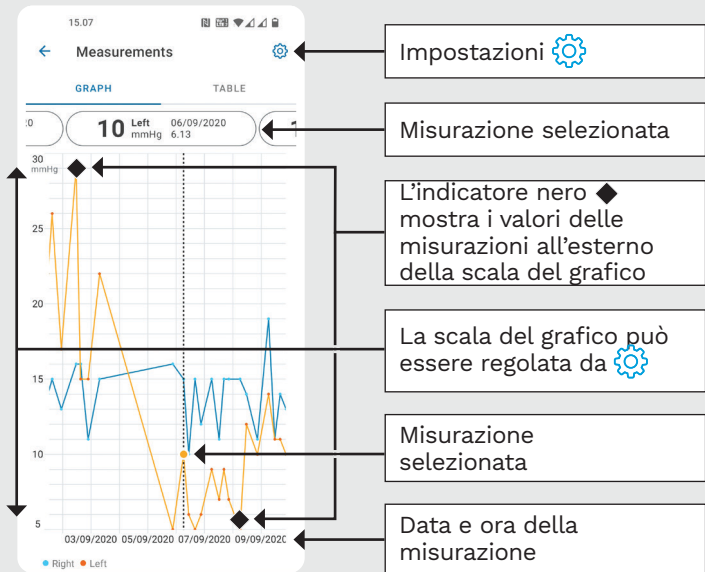 15.07
Measurements
GRAPH
TABLE
10 Left mmHg 06/09/2020 6.13
30
mmHg
25
20
15
10
5
03/09/2020 05/09/2020 07/09/2020 09/09/2020
Right Left
Impostazioni
Misurazione selezionata
L'indicatore nero ◆
mostra i valori delle
misurazioni all'esterno
della scala del grafico
La scala del grafico può
essere regolata da
Misurazione
selezionata
Data e ora della
misurazione